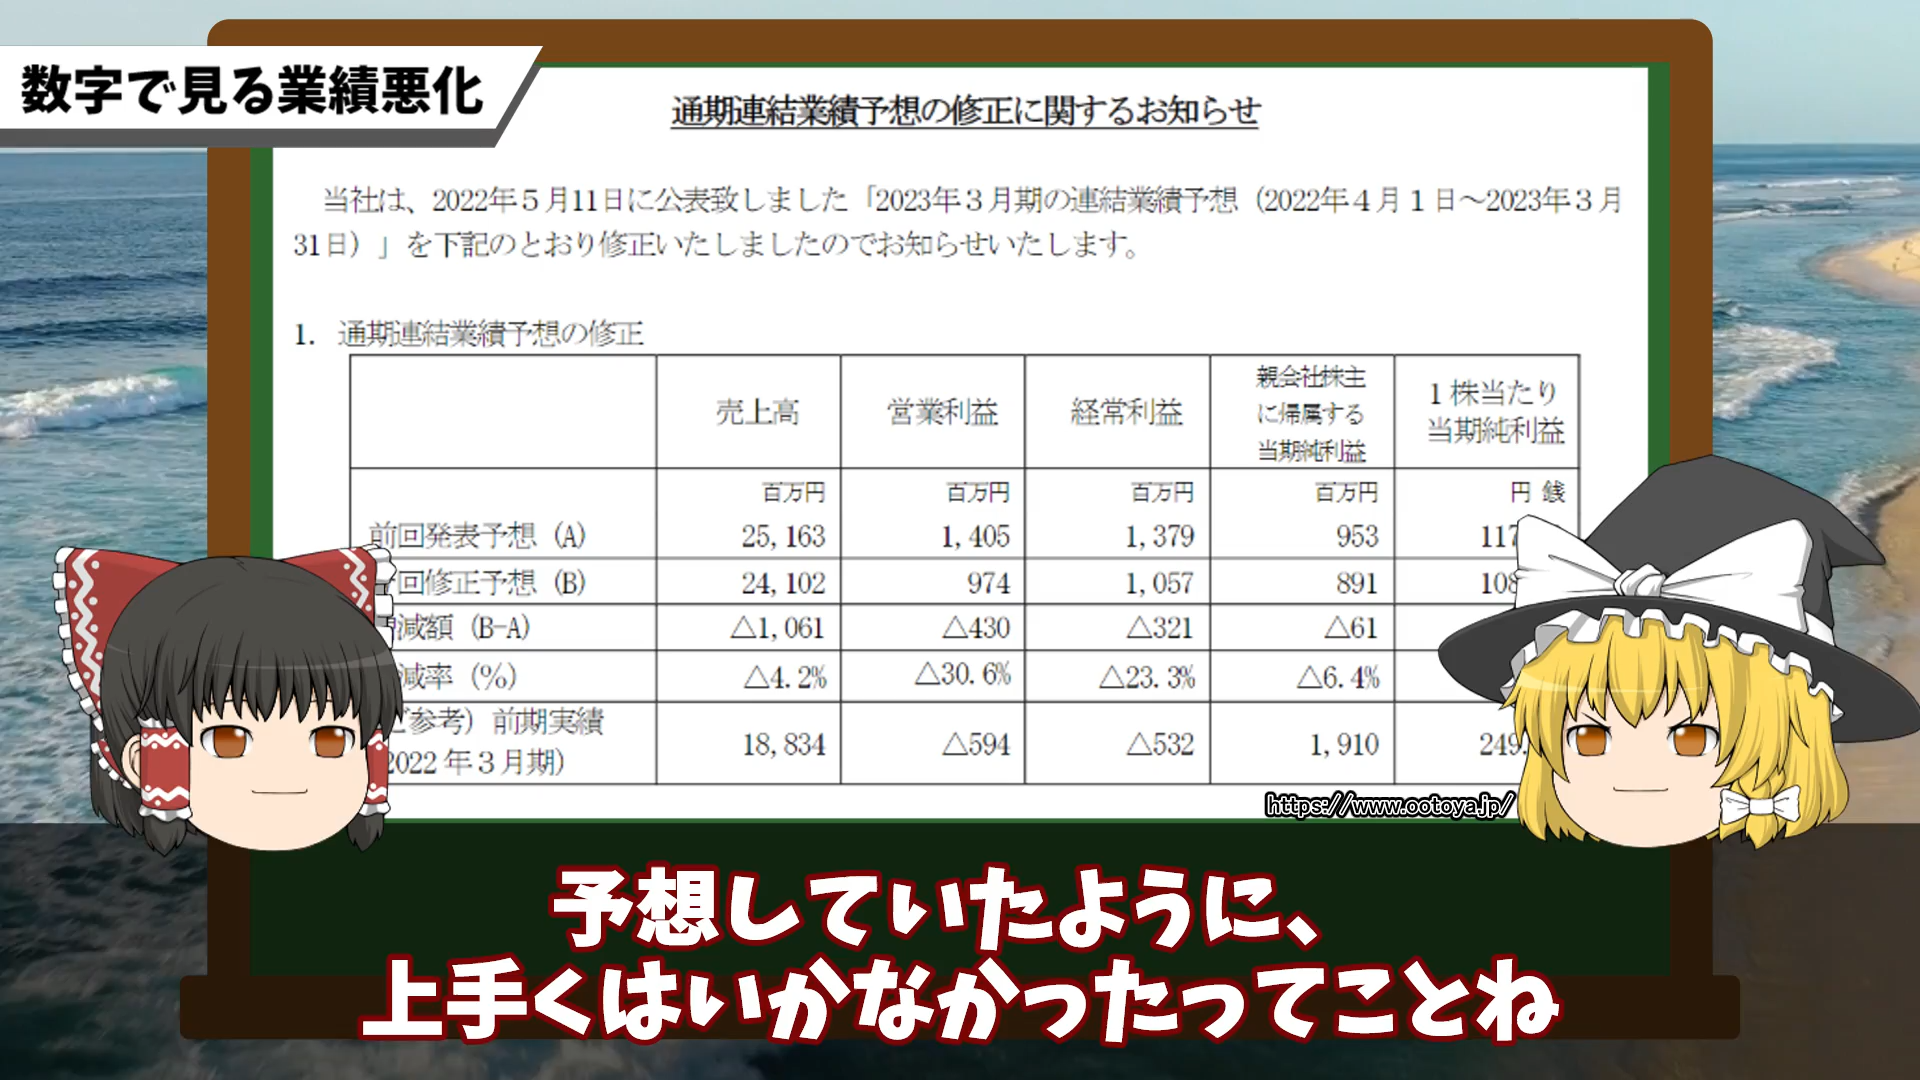 数字で見る業績悪化
通期連結業績予想の修正に関するお知らせ
当社は、2022年5月11日に公表致しました「2023年3月期の連結業績予想(2022年4月1日～2023年3月
31日)」を下記のとおり修正いたしましたのでお知らせいたします。
1. 通期連結業績予想の修正
売上高 営業利益 経常利益 親会社株主に帰属する当期純利益 1株当たり当期純利益
百万円 百万円 百万円 百万円 円 銭
前回発表予想 (A) 25,163 1,405 1,379 953 117
回修正予想 (B) 24,102 974 1,057 891 108
減額 (B-A) △1,061 △430 △321 △61
減率 (%) △4.2% △30.6% △23.3% △6.4%
ご参考) 前期実績 18,834 △594 △532 1,910 249.
2022年3月期)
https://www.ootoya.jp/
予想していたように、
上手くはいかなかったってことね